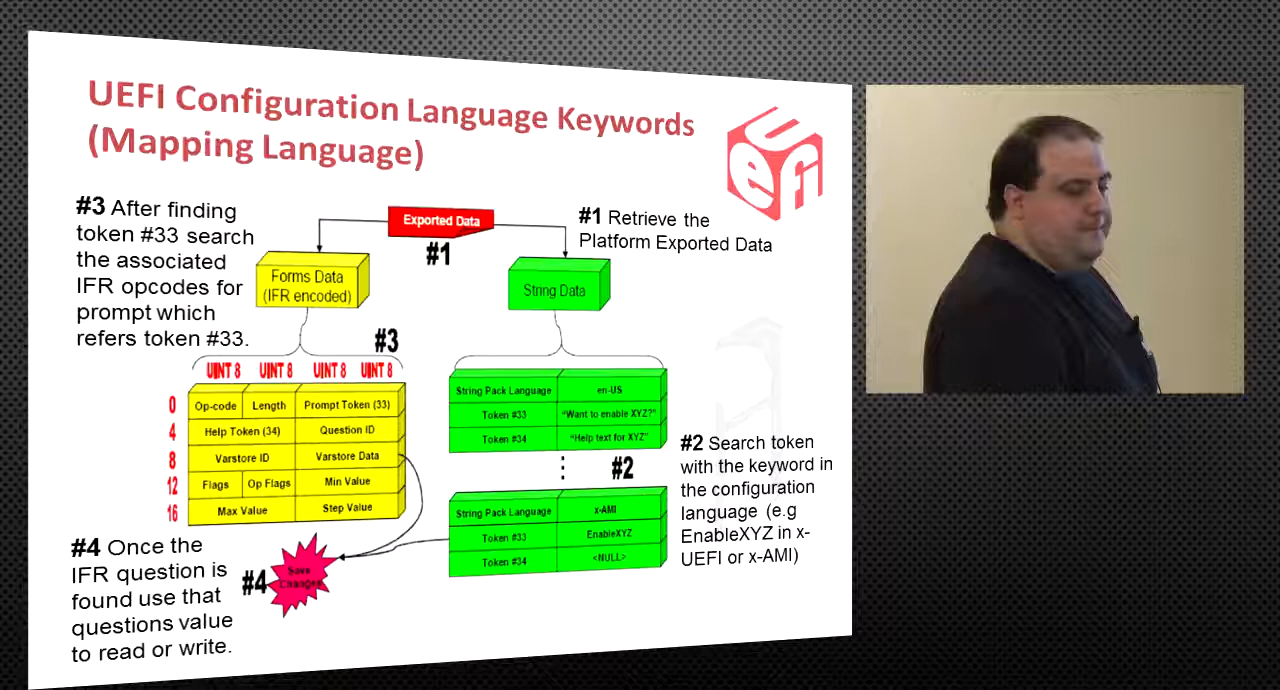 UEFI Configuration Language Keywords
(Mapping Language)
uefi
#3 After finding
token #33 search
the associated
IFR opcodes for
prompt which
refers token #33.
Exported Data
#1
#1 Retrieve the
Platform Exported Data
Forms Data
(IFR encoded)
String Data
#3
UINT 8 UINT 8 UINT 8 UINT 8
0 Op-code Length Prompt Token (33)
4 Help Token (34) Question ID
8 Varstore ID Varstore Data
12 Flags Op Flags Min Value
16 Max Value Step Value
String Pack Language en-US
Token #33 "Want to enable XYZ?"
Token #34 "Help text for XYZ"
#2
String Pack Language x-AMI
Token #33 EnableXYZ
Token #34 <NULL>
#2 Search token
with the keyword in
the configuration
language (e.g
EnableXYZ in x-
UEFI or x-AMI)
#4 Once the
IFR question is
found use that
questions value
to read or write.
#4
Save
Changes